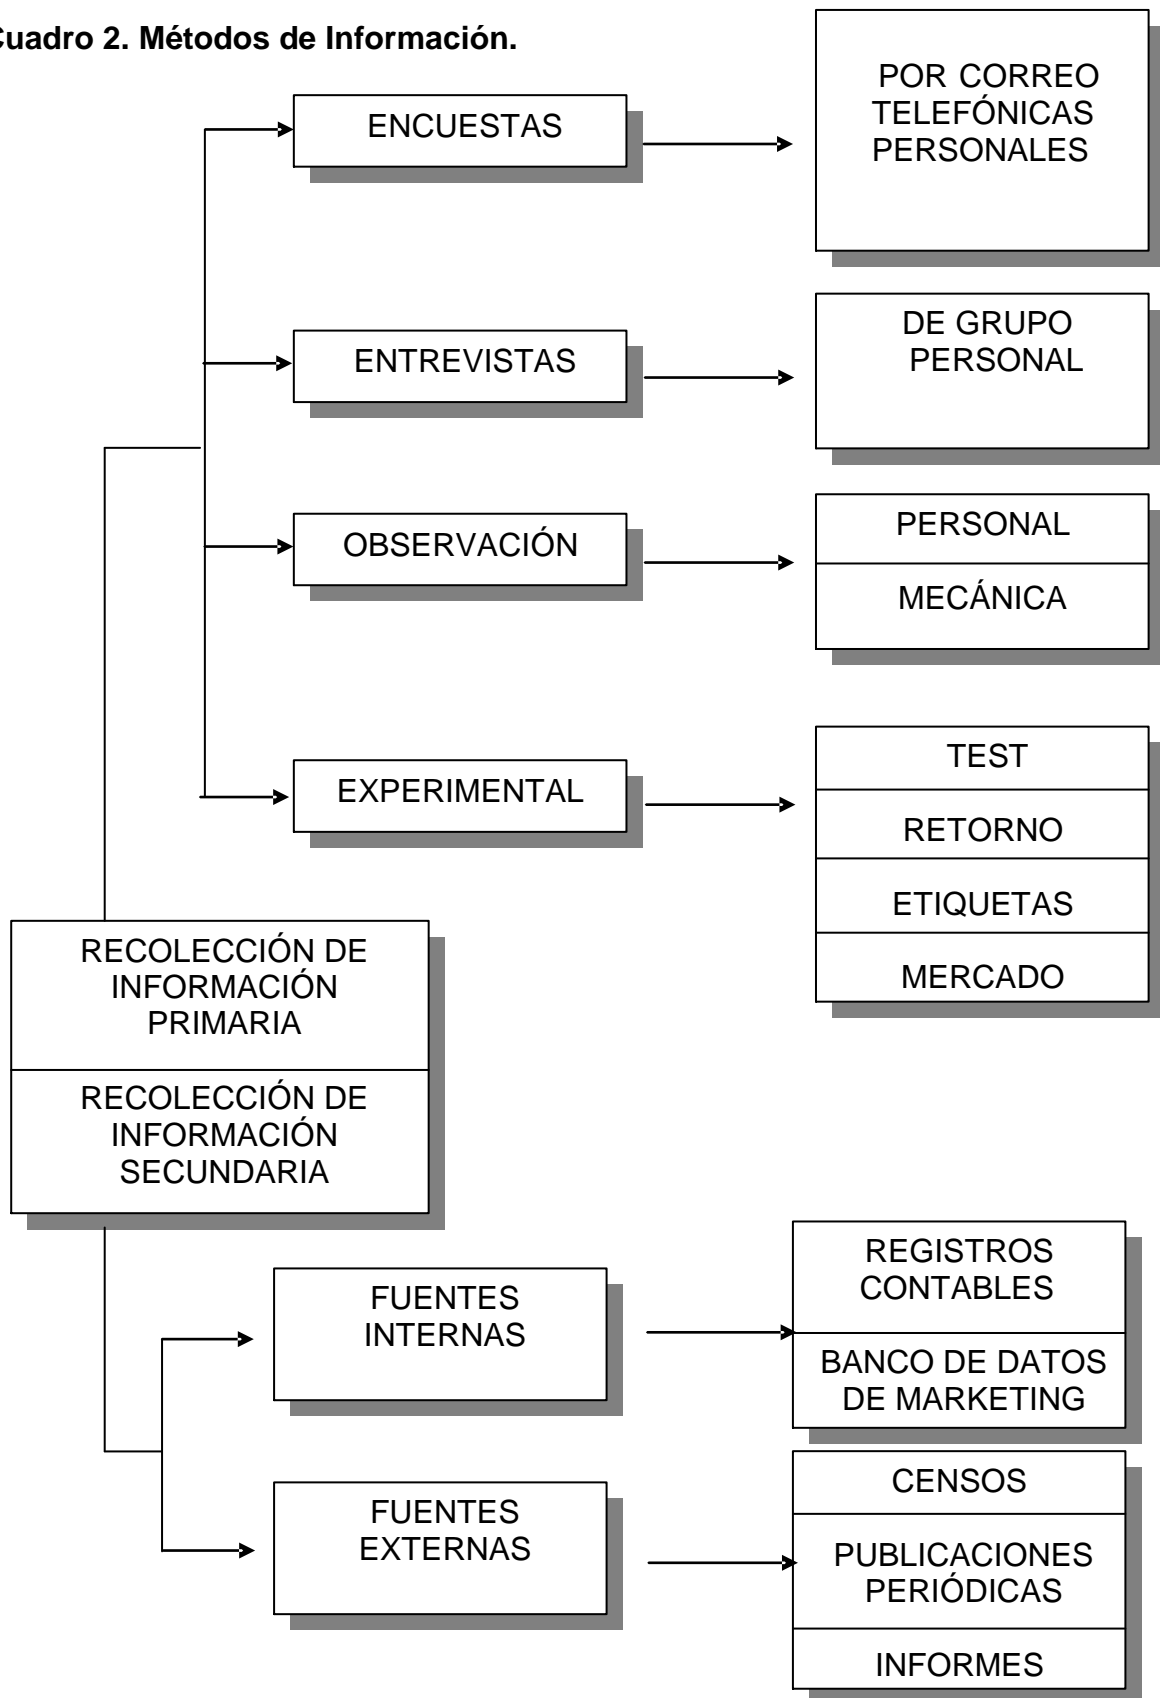 Cuadro 2. Métodos de Información.
POR CORREO
TELEFÓNICAS
PERSONALES
ENCUESTAS
DE GRUPO
PERSONAL
ENTREVISTAS
PERSONAL
MECÁNICA
OBSERVACIÓN
TEST
RETORNO
ETIQUETAS
MERCADO
EXPERIMENTAL
RECOLECCIÓN DE
INFORMACIÓN
PRIMARIA
RECOLECCIÓN DE
INFORMACIÓN
SECUNDARIA
FUENTES
INTERNAS
REGISTROS
CONTABLES
BANCO DE DATOS
DE MARKETING
FUENTES
EXTERNAS
CENSOS
PUBLICACIONES
PERIÓDICAS
INFORMES